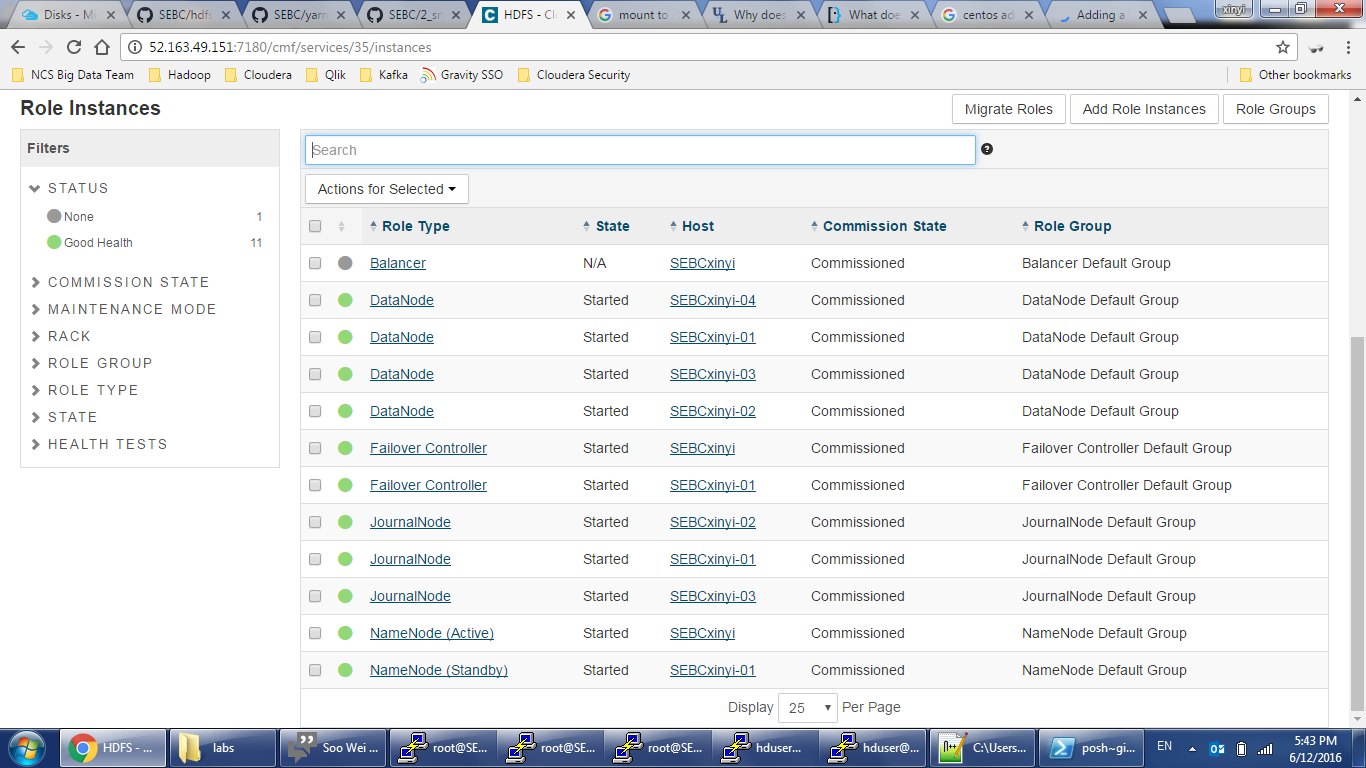 Disks - Mi
SEBC/hdfs
SEBC/yarn
SEBC/2_sn
HDFS - Clo
mount to
Why does
What doe
centos ad
Adding a
xinyi
52.163.49.151:7180/cmf/services/35/instances
NCS Big Data Team Hadoop Cloudera Qlik Kafka Gravity SSO Cloudera Security Other bookmarks
Role Instances
Migrate Roles Add Role Instances Role Groups
Filters
STATUS
None 1
Good Health 11
COMMISSION STATE
MAINTENANCE MODE
RACK
ROLE GROUP
ROLE TYPE
STATE
HEALTH TESTS
Search
Actions for Selected
Role Type State Host Commission State Role Group
Balancer N/A SEBCxinyi Commissioned Balancer Default Group
DataNode Started SEBCxinyi-04 Commissioned DataNode Default Group
DataNode Started SEBCxinyi-01 Commissioned DataNode Default Group
DataNode Started SEBCxinyi-03 Commissioned DataNode Default Group
DataNode Started SEBCxinyi-02 Commissioned DataNode Default Group
Failover Controller Started SEBCxinyi Commissioned Failover Controller Default Group
Failover Controller Started SEBCxinyi-01 Commissioned Failover Controller Default Group
JournalNode Started SEBCxinyi-02 Commissioned JournalNode Default Group
JournalNode Started SEBCxinyi-01 Commissioned JournalNode Default Group
JournalNode Started SEBCxinyi-03 Commissioned JournalNode Default Group
NameNode (Active) Started SEBCxinyi Commissioned NameNode Default Group
NameNode (Standby) Started SEBCxinyi-01 Commissioned NameNode Default Group
Display 25 Per Page
HDFS - ... labs Soo Wei ... root@SE... root@SE... root@SE... hduser... hduser@... C:\Users... posh~gi... EN
5:43 PM
6/12/2016